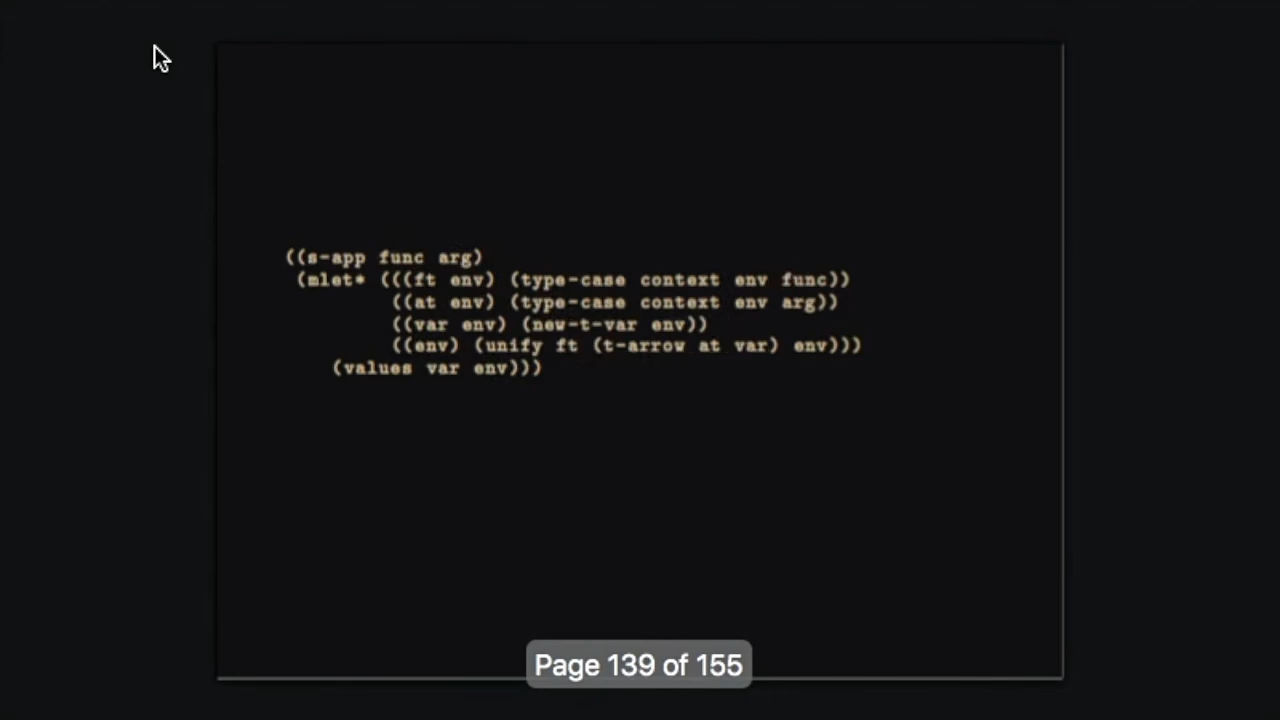 ((s-app func arg)
(mlet* (((ft env) (type-case context env func))
((at env) (type-case context env arg))
((var env) (new-t-var env))
((env) (unify ft (t-arrow at var) env)))
(values var env)))
Page 139 of 155